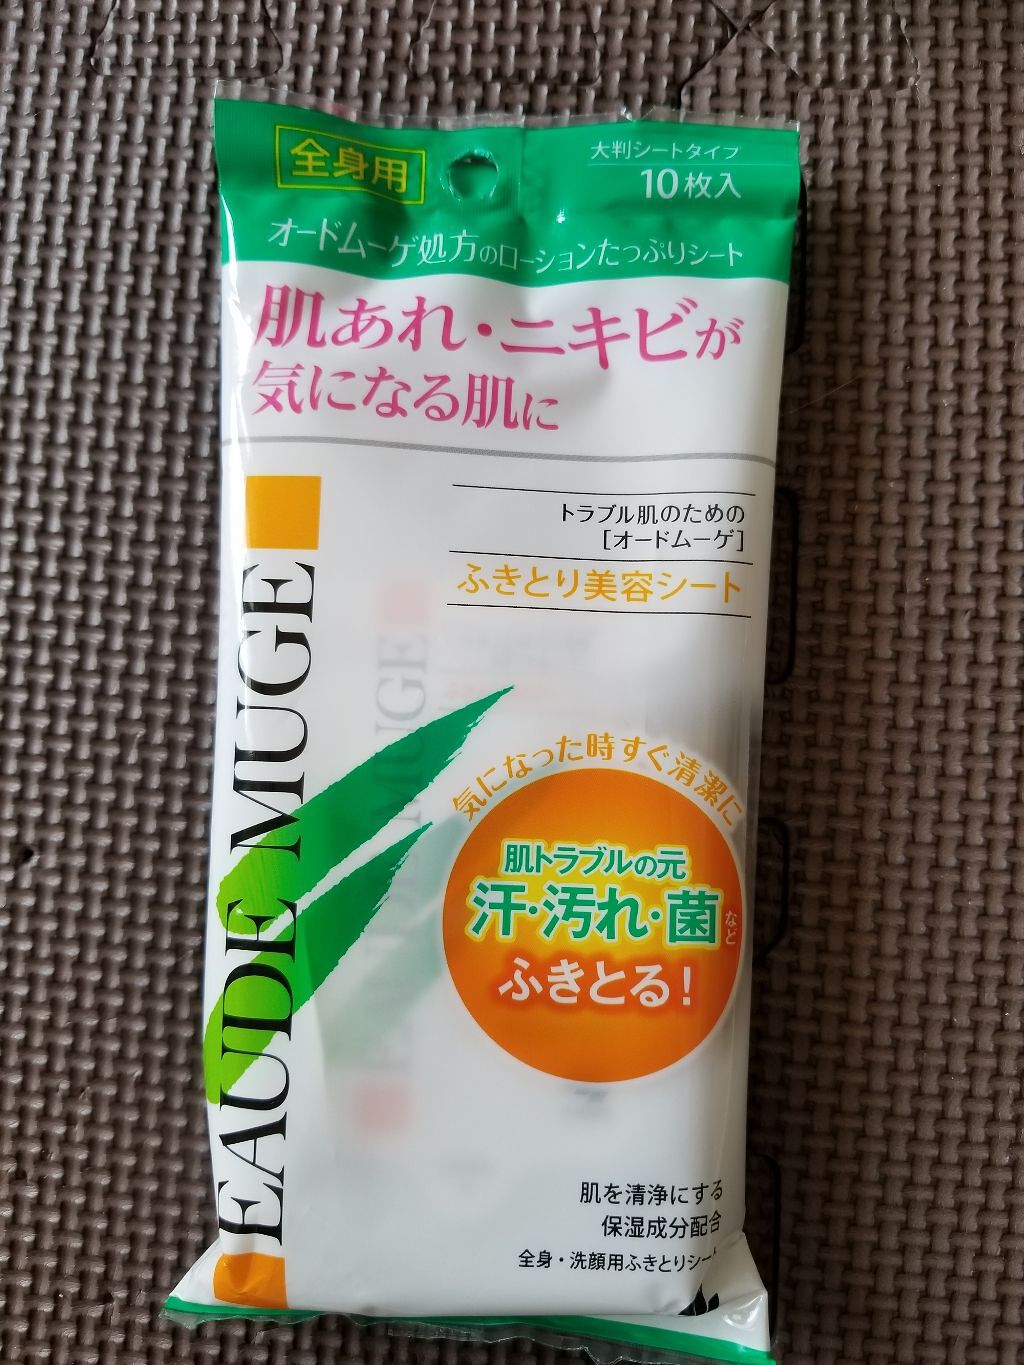 全身用
大判シートタイプ
10枚入
オードムーゲ処方のローションたっぷりシート
肌あれ・ニキビが
気になる肌に
トラブル肌のための
[オードムーゲ]
ふきとり美容シート
EAUDE MUGE
気になった時すぐ清潔に
肌トラブルの元
汗・汚れ・菌など
ふきとる!
肌を清浄にする
保湿成分配合
全身・洗顔用ふきとりシート